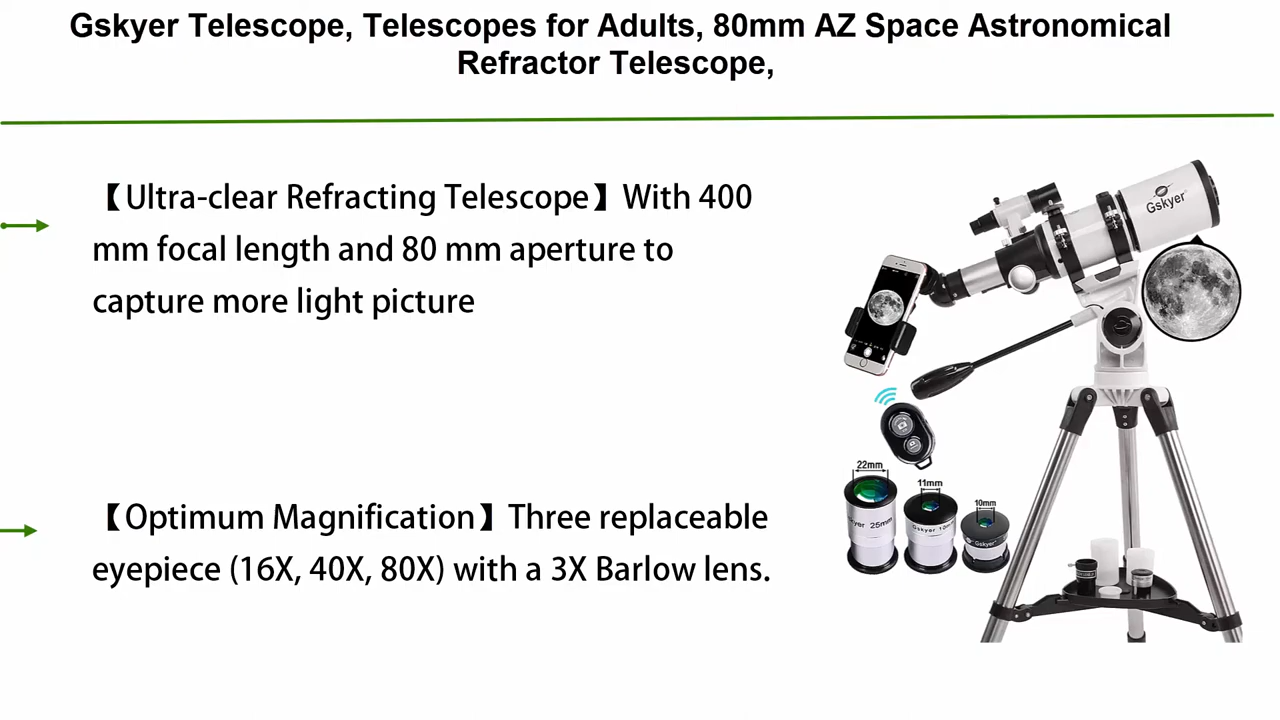 Gskyer Telescope, Telescopes for Adults, 80mm AZ Space Astronomical
Refractor Telescope,
【Ultra-clear Refracting Telescope】With 400
mm focal length and 80 mm aperture to
capture more light picture
Gskyer
22mm
11mm
10mm
25mm
Gskyer
【Optimum Magnification】Three replaceable
eyepiece (16X, 40X, 80X) with a 3X Barlow lens.